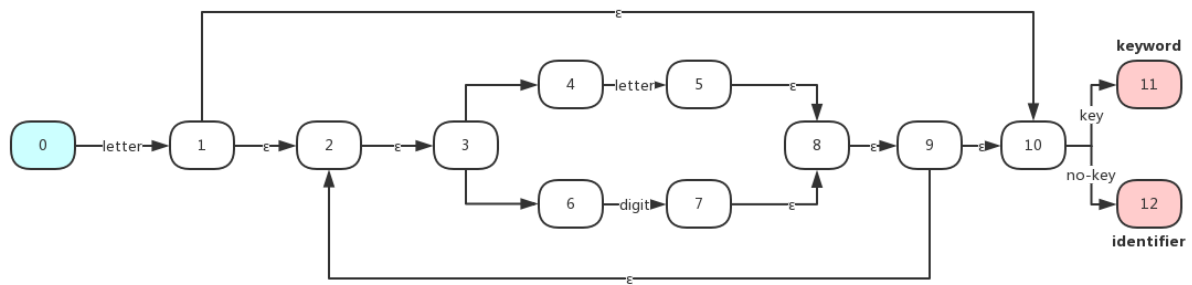 ε
keyword
4 letter 5 ε 11
key
0 letter 1 ε 2 ε 3 8 ε 9 ε 10
no-key
6 digit 7 ε 12
identifier
ε